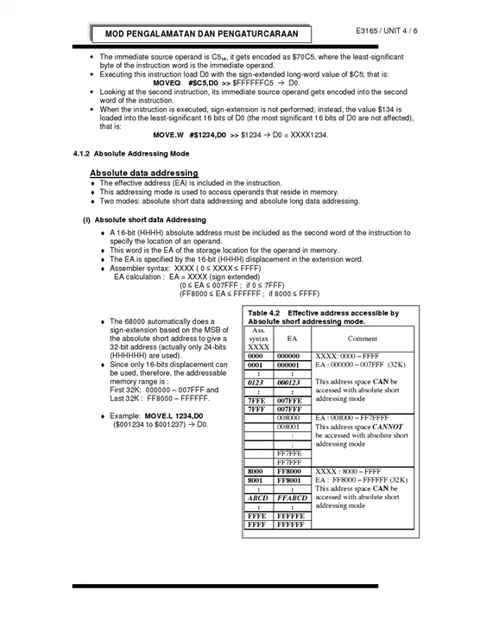 MOD PENGALAMATAN DAN PENGATURCARAAN
E3165 / UNIT 4 / 6
• The immediate source operand is C5₁₆, it gets encoded as $70C5, where the least-significant
byte of the instruction word is the immediate operand.
• Executing this instruction load D0 with the sign-extended long-word value of $C5; that is:
MOVEQ #$C5,D0 >> $FFFFFFC5 → D0.
• Looking at the second instruction, its immediate source operand gets encoded into the second
word of the instruction.
• When the instruction is executed, sign-extension is not performed; instead, the value $134 is
loaded into the least-significant 16 bits of D0 (the most significant 16 bits of D0 are not affected),
that is:
MOVE.W #$1234,D0 >> $1234 → D0 = XXXX1234.
4.1.2 Absolute Addressing Mode
Absolute data addressing
♦ The effective address (EA) is included in the instruction.
♦ This addressing mode is used to access operands that reside in memory.
♦ Two modes: absolute short data addressing and absolute long data addressing.
(i) Absolute short data Addressing
♦ A 16-bit (HHHH) absolute address must be included as the second word of the instruction to
specify the location of an operand.
♦ This word is the EA of the storage location for the operand in memory.
♦ The EA is specified by the 16-bit (HHHH) displacement in the extension word.
♦ Assembler syntax: XXXX ( 0 ≤ XXXX ≤ FFFF)
EA calculation : EA = XXXX (sign extended)
(0 ≤ EA ≤ 007FFF ; if 0 ≤ 7FFF)
(FF8000 ≤ EA ≤ FFFFFF ; if 8000 ≤ FFFF)
♦ The 68000 automatically does a
sign-extension based on the MSB of
the absolute short address to give a
32-bit address (actually only 24-bits
(HHHHHH) are used).
♦ Since only 16-bits displacement can
be used, therefore, the addressable
memory range is :
First 32K: 000000 – 007FFF and
Last 32K : FF8000 – FFFFFF.
♦ Example: MOVE.L 1234,D0
($001234 to $001237) → D0.
Table 4.2 Effective address accessible by
Absolute short addressing mode.
Ass.
syntax EA Comment
XXXX
0000 000000 XXXX: 0000 – FFFF
0001 000001 EA : 000000 – 007FFF (32K)
: :
0123 000123 This address space CAN be
: : accessed with absolute short
7FFE 007FFE addressing mode
7FFF 007FFF
008000 EA : 008000 – FF7FFFF
008001 This address space CANNOT
: be accessed with absolute short
: addressing mode
FF7FFE
FF7FFF
8000 FF8000 XXXX : 8000 – FFFF
8001 FF8001 EA : FF8000 – FFFFFF (32K)
: : This address space CAN be
ABCD FFABCD accessed with absolute short
: : addressing mode
FFFE FFFFFE
FFFF FFFFFF